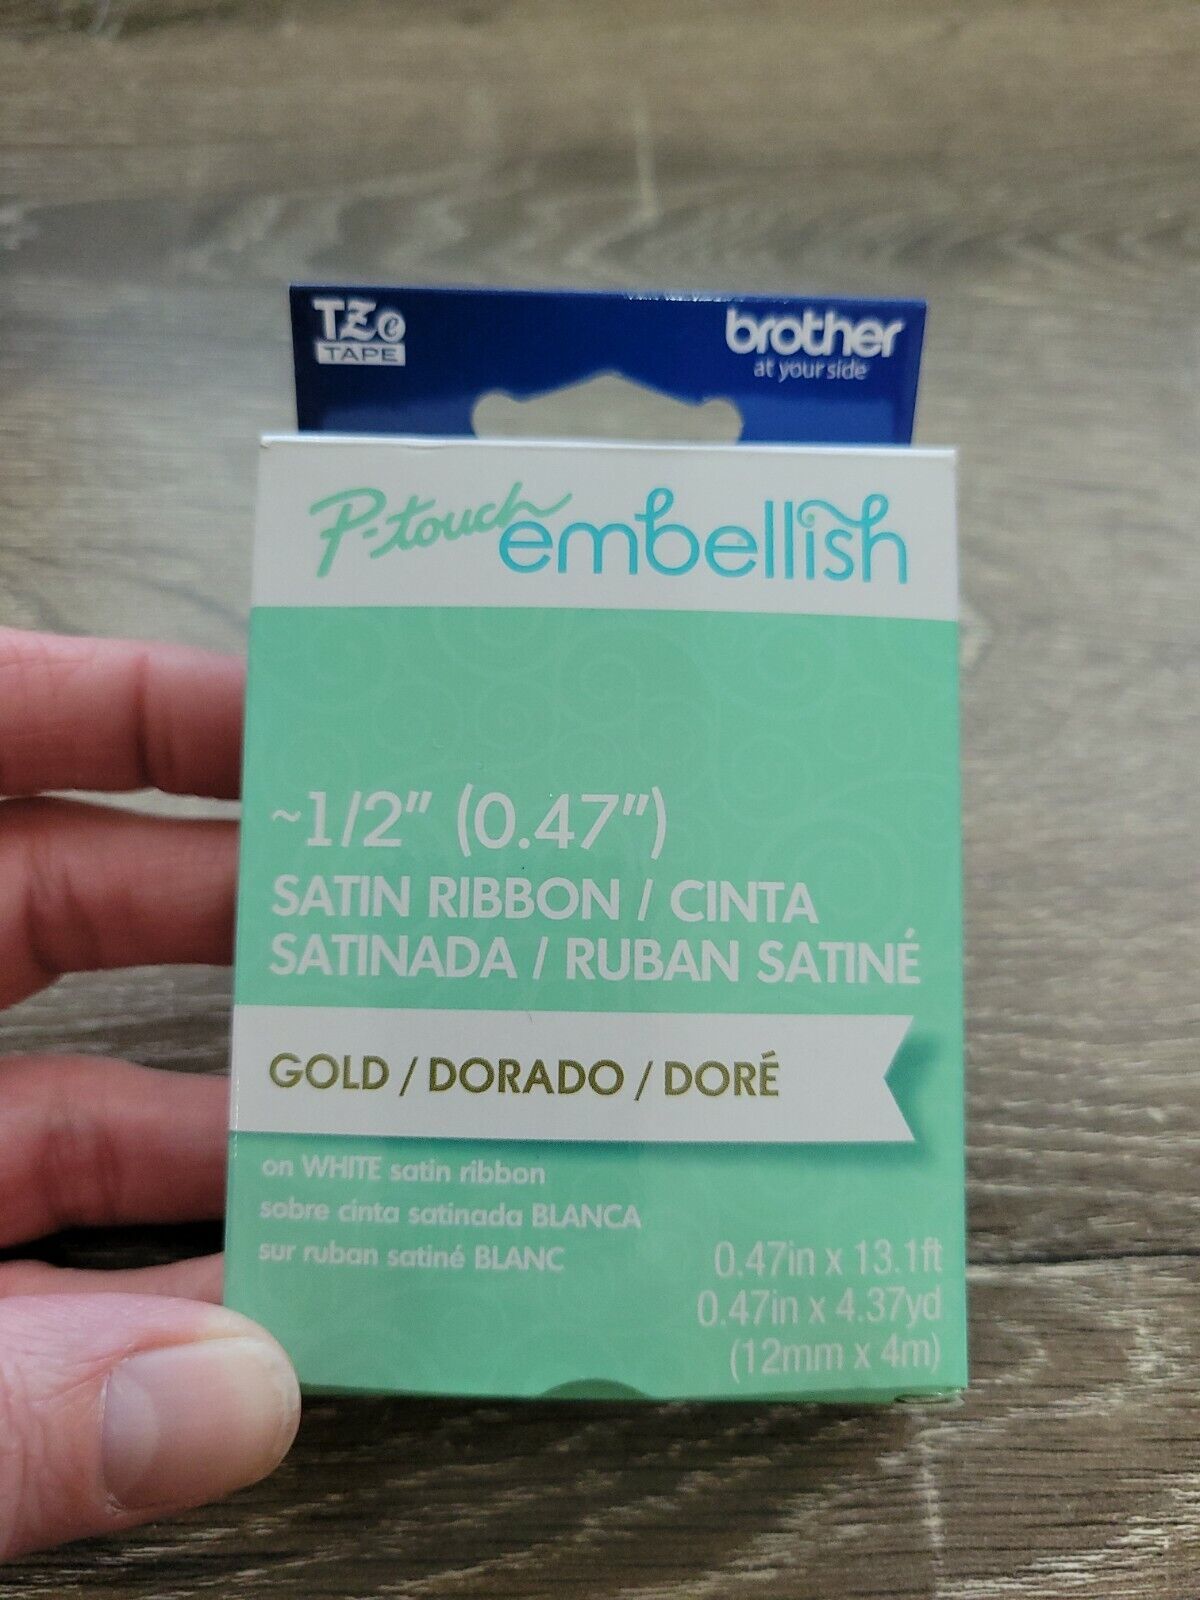 TZe
TAPE
brother
at your side
P-touch embellish
~1/2" (0.47")
SATIN RIBBON / CINTA
SATINADA / RUBAN SATINÉ
GOLD / DORADO / DORÉ
on WHITE satin ribbon
sobre cinta satinada BLANCA
sur ruban satiné BLANC
0.47in x 13.1ft
0.47in x 4.37yd
(12mm x 4m)